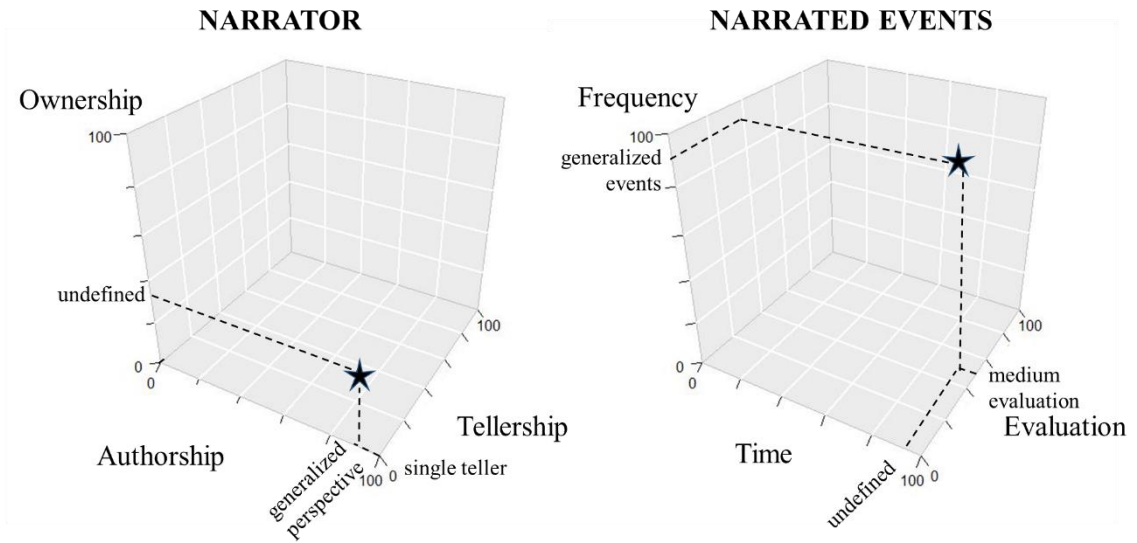 NARRATOR
Ownership
100
undefined
0
0
Authorship
generalized
perspective
100
0
single teller
Tellership
100
NARRATED EVENTS
Frequency
100
generalized
events
0
0
Time
undefined
100
0
medium
evaluation
Evaluation
100